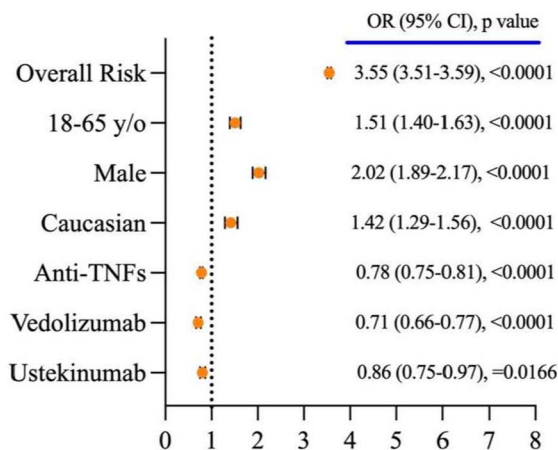 OR (95% CI), p value
Overall Risk 3.55 (3.51-3.59), <0.0001
18-65 y/o 1.51 (1.40-1.63), <0.0001
Male 2.02 (1.89-2.17), <0.0001
Caucasian 1.42 (1.29-1.56), <0.0001
Anti-TNFs 0.78 (0.75-0.81), <0.0001
Vedolizumab 0.71 (0.66-0.77), <0.0001
Ustekinumab 0.86 (0.75-0.97), =0.0166
0 1 2 3 4 5 6 7 8